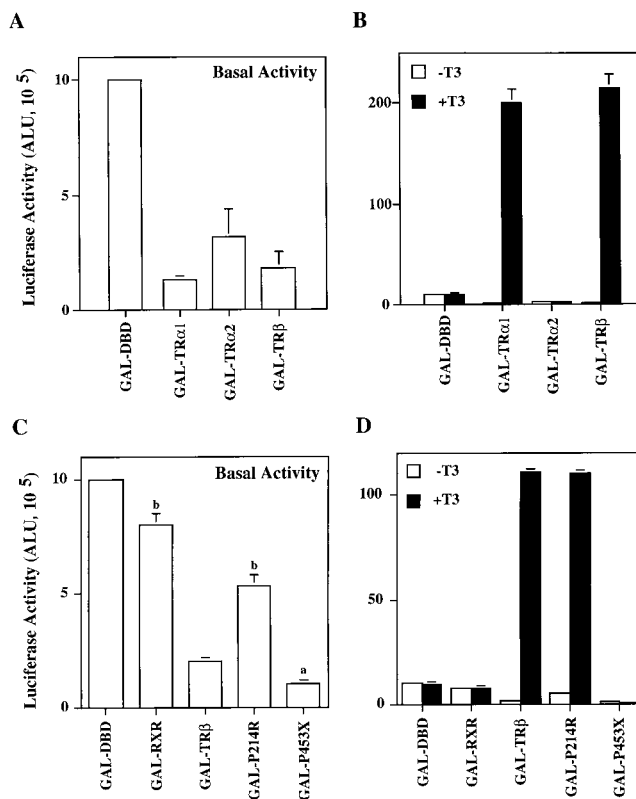 A
Luciferase Activity (ALU, 10 5)
Basal Activity
10
5
0
GAL-DBD
GAL-TRα1
GAL-TRα2
GAL-TRβ
B
-T3
+T3
200
100
0
GAL-DBD
GAL-TRα1
GAL-TRα2
GAL-TRβ
C
Luciferase Activity (ALU, 10 5)
Basal Activity
10
5
0
b
b
a
GAL-DBD
GAL-RXR
GAL-TRβ
GAL-P214R
GAL-P453X
D
-T3
+T3
100
50
0
GAL-DBD
GAL-RXR
GAL-TRβ
GAL-P214R
GAL-P453X